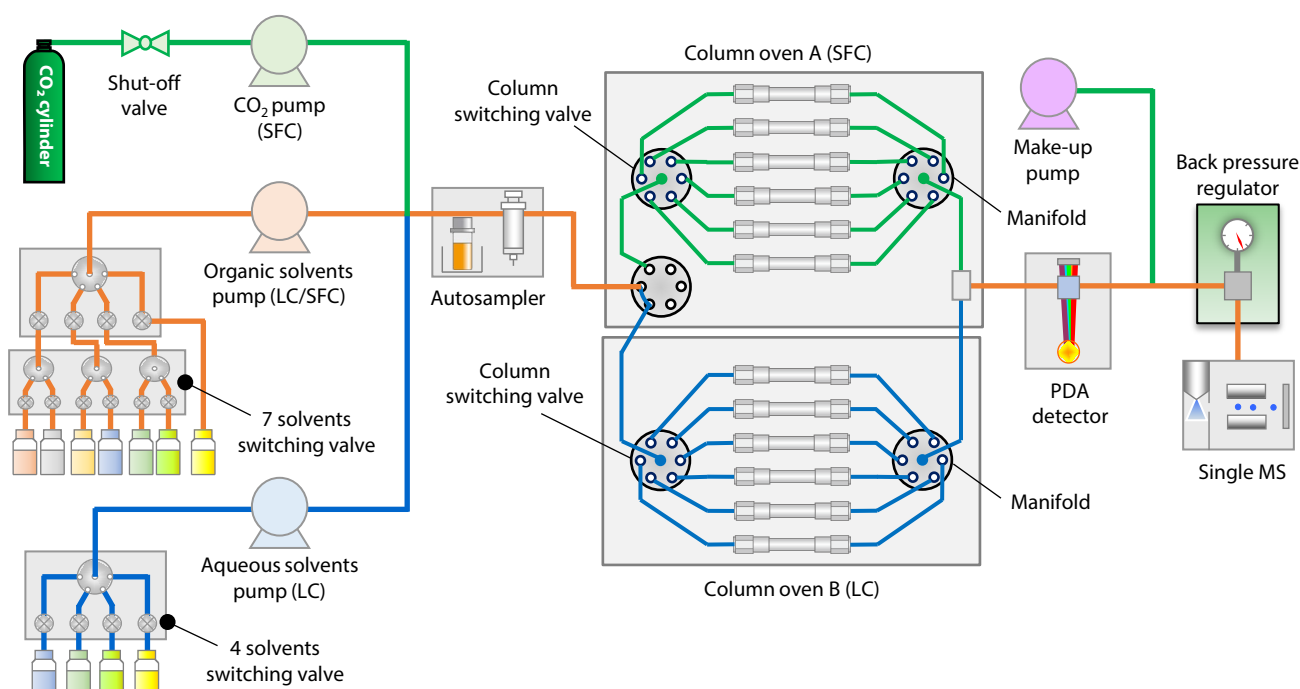 CO₂ cylinder
Shut-off
valve
CO₂ pump
(SFC)
Organic solvents
pump (LC/SFC)
7 solvents
switching valve
Aqueous solvents
pump (LC)
4 solvents
switching valve
Autosampler
Column oven A (SFC)
Column
switching valve
Manifold
Column
switching valve
Manifold
Column oven B (LC)
Make-up
pump
PDA
detector
Back pressure
regulator
Single MS